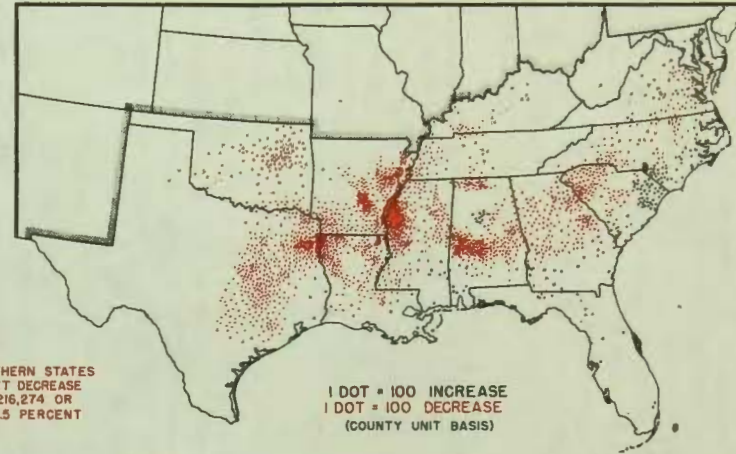 HERN STATES
T DECREASE
216,274 OR
.5 PERCENT
1 DOT = 100 INCREASE
1 DOT = 100 DECREASE
(COUNTY UNIT BASIS)